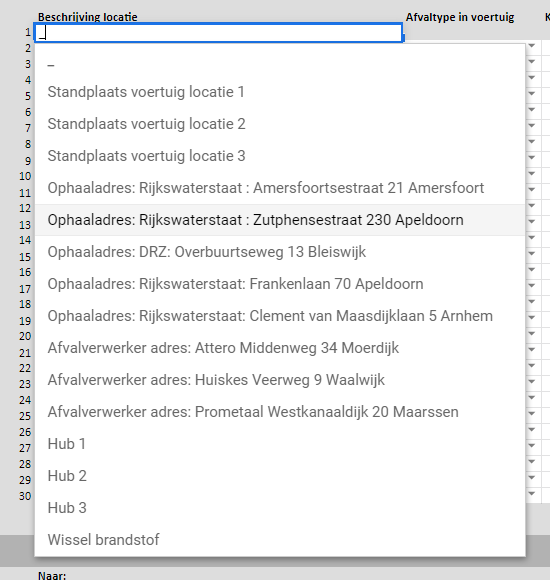 Beschrijving locatie Afvaltype in voertuig K
1 _
2
3 _
4
5 Standplaats voertuig locatie 1
6
7 Standplaats voertuig locatie 2
8
9 Standplaats voertuig locatie 3
10
11 Ophaaladres: Rijkswaterstaat : Amersfoortsestraat 21 Amersfoort
12
13 Ophaaladres: Rijkswaterstaat : Zutphensestraat 230 Apeldoorn
14
15 Ophaaladres: DRZ: Overbuurtseweg 13 Bleiswijk
16
17 Ophaaladres: Rijkswaterstaat: Frankenlaan 70 Apeldoorn
18
19 Ophaaladres: Rijkswaterstaat: Clement van Maasdijklaan 5 Arnhem
20
21 Afvalverwerker adres: Attero Middenweg 34 Moerdijk
22
23 Afvalverwerker adres: Huiskes Veerweg 9 Waalwijk
24
25 Afvalverwerker adres: Prometaal Westkanaaldijk 20 Maarssen
26
27 Hub 1
28
29 Hub 2
30
Hub 3
Wissel brandstof
Naar: